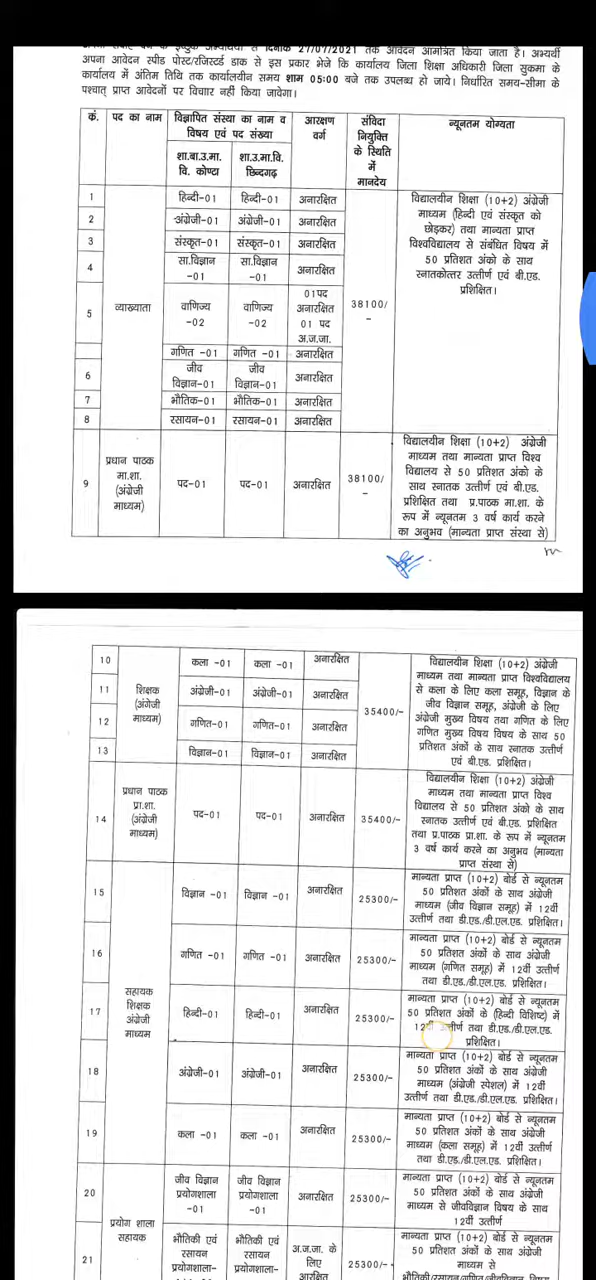 दिनांक 27/07/2021 तक आवेदन आमंत्रित किया जाता है। अभ्यर्थी
अपना आवेदन स्पीड पोस्ट/रजिस्टर्ड डाक से इस प्रकार भेजे कि कार्यालय जिला शिक्षा अधिकारी जिला सुकमा के
कार्यालय में अंतिम तिथि तक कार्यालयीन समय शाम 05:00 बजे तक उपलब्ध हो जाये। निर्धारित समय-सीमा के
पश्चात् प्राप्त आवेदनों पर विचार नहीं किया जावेगा।
कं. पद का नाम विज्ञापित संस्था का नाम व विषय एवं पद संख्या आरक्षण वर्ग संविदा नियुक्ति के स्थिति में मानदेय न्यूनतम योग्यता
शा.बा.उ.मा.वि. कोण्टा शा.उ.मा.वि. छिन्दगढ़
1 हिन्दी-01 हिन्दी-01 अनारक्षित
2 अंग्रेजी-01 अंग्रेजी-01 अनारक्षित
3 संस्कृत-01 संस्कृत-01 अनारक्षित
4 सा.विज्ञान -01 सा.विज्ञान -01 अनारक्षित
5 व्याख्याता वाणिज्य -02 वाणिज्य -02 01पद अनारक्षित 01 पद अ.ज.जा. 38100/-
गणित -01 गणित -01 अनारक्षित
6 जीव विज्ञान-01 जीव विज्ञान-01 अनारक्षित
7 भौतिक-01 भौतिक-01 अनारक्षित
8 रसायन-01 रसायन-01 अनारक्षित
विद्यालयीन शिक्षा (10+2) अंग्रेजी
माध्यम (हिन्दी एवं संस्कृत को
छोड़कर) तथा मान्यता प्राप्त
विश्वविद्यालय से संबंधित विषय में
50 प्रतिशत अंको के साथ
स्नातकोत्तर उत्तीर्ण एवं बी.एड.
प्रशिक्षित।
9 प्रधान पाठक मा.शा. (अंग्रेजी माध्यम) पद-01 पद-01 अनारक्षित 38100/-
विद्यालयीन शिक्षा (10+2) अंग्रेजी
माध्यम तथा मान्यता प्राप्त विश्व
विद्यालय से 50 प्रतिशत अंको के
साथ स्नातक उत्तीर्ण एवं बी.एड.
प्रशिक्षित तथा प्र.पाठक मा.शा. के
रूप में न्यूनतम 3 वर्ष कार्य करने
का अनुभव (मान्यता प्राप्त संस्था से)
10 कला -01 कला -01 अनारक्षित
11 शिक्षक (अंग्रेजी माध्यम) अंग्रेजी-01 अंग्रेजी-01 अनारक्षित 35400/-
12 गणित-01 गणित-01 अनारक्षित
13 विज्ञान-01 विज्ञान-01 अनारक्षित
विद्यालयीन शिक्षा (10+2) अंग्रेजी
माध्यम तथा मान्यता प्राप्त विश्वविद्यालय
से कला के लिए कला समूह, विज्ञान के
जीव विज्ञान समूह, अंग्रेजी के लिए
अंग्रेजी मुख्य विषय तथा गणित के लिए
गणित मुख्य विषय विषय के साथ 50
प्रतिशत अंकों के साथ स्नातक उत्तीर्ण
एवं बी.एड. प्रशिक्षित।
14 प्रधान पाठक प्रा.शा. (अंग्रेजी माध्यम) पद-01 पद-01 अनारक्षित 35400/-
विद्यालयीन शिक्षा (10+2) अंग्रेजी
माध्यम तथा मान्यता प्राप्त विश्व
विद्यालय से 50 प्रतिशत अंको के साथ
स्नातक उत्तीर्ण एवं बी.एड. प्रशिक्षित
तथा प्र.पाठक प्रा.शा. के रूप में न्यूनतम
3 वर्ष कार्य करने का अनुभव (मान्यता
प्राप्त संस्था से)
15 विज्ञान -01 विज्ञान -01 अनारक्षित 25300/-
मान्यता प्राप्त (10+2) बोर्ड से न्यूनतम
50 प्रतिशत अंकों के साथ अंग्रेजी
माध्यम (जीव विज्ञान समूह) में 12वीं
उत्तीर्ण तथा डी.एड./डी.एल.एड. प्रशिक्षित।
16 गणित -01 गणित -01 अनारक्षित 25300/-
मान्यता प्राप्त (10+2) बोर्ड से न्यूनतम
50 प्रतिशत अंकों के साथ अंग्रेजी
माध्यम (गणित समूह) में 12वीं उत्तीर्ण
तथा डी.एड./डी.एल.एड. प्रशिक्षित।
17 सहायक शिक्षक अंग्रेजी माध्यम हिन्दी-01 हिन्दी-01 अनारक्षित 25300/-
मान्यता प्राप्त (10+2) बोर्ड से न्यूनतम
50 प्रतिशत अंकों के (हिन्दी विशिष्ट) में
12वीं उत्तीर्ण तथा डी.एड./डी.एल.एड.
प्रशिक्षित।
18 अंग्रेजी-01 अंग्रेजी-01 अनारक्षित 25300/-
मान्यता प्राप्त (10+2) बोर्ड से न्यूनतम
50 प्रतिशत अंकों के साथ अंग्रेजी
माध्यम (अंग्रेजी स्पेशल) में 12वीं
उत्तीर्ण तथा डी.एड./डी.एल.एड. प्रशिक्षित।
19 कला -01 कला -01 अनारक्षित 25300/-
मान्यता प्राप्त (10+2) बोर्ड से न्यूनतम
50 प्रतिशत अंकों के साथ अंग्रेजी
माध्यम (कला समूह) में 12वीं उत्तीर्ण
तथा डी.एड./डी.एल.एड. प्रशिक्षित।
20 जीव विज्ञान प्रयोगशाला -01 जीव विज्ञान प्रयोगशाला -01 अनारक्षित 25300/-
मान्यता प्राप्त (10+2) बोर्ड से न्यूनतम
50 प्रतिशत अंकों के साथ अंग्रेजी
माध्यम से जीवविज्ञान विषय के साथ
12वीं उत्तीर्ण
21 प्रयोग शाला सहायक भौतिकी एवं रसायन प्रयोगशाला- भौतिकी एवं रसायन प्रयोगशाला- अ.ज.जा. के लिए आरक्षित 25300/-
मान्यता प्राप्त (10+2) बोर्ड से न्यूनतम
50 प्रतिशत अंकों के साथ अंग्रेजी
माध्यम से